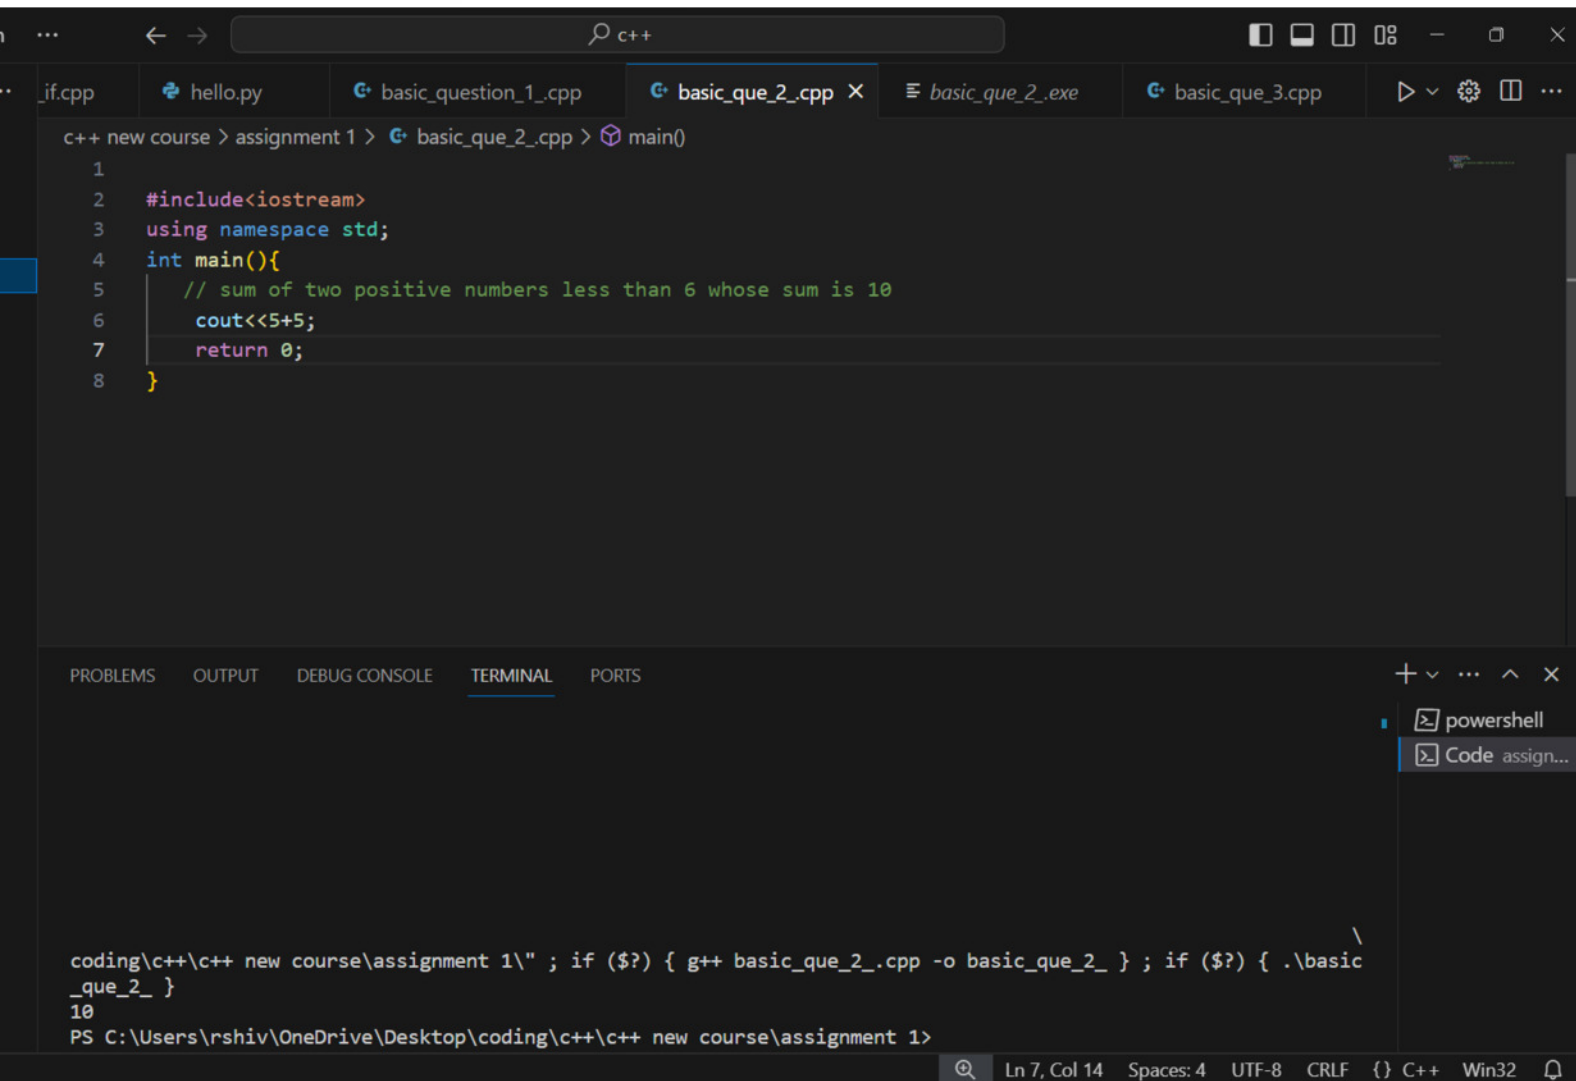 c++
_if.cpp hello.py basic_question_1_.cpp basic_que_2_.cpp basic_que_2_.exe basic_que_3.cpp
c++ new course > assignment 1 > basic_que_2_.cpp > main()
1
2 #include<iostream>
3 using namespace std;
4 int main(){
5 // sum of two positive numbers less than 6 whose sum is 10
6 cout<<5+5;
7 return 0;
8 }
PROBLEMS OUTPUT DEBUG CONSOLE TERMINAL PORTS
powershell
Code assign...
\
coding\c++\c++ new course\assignment 1\" ; if ($?) { g++ basic_que_2_.cpp -o basic_que_2_ } ; if ($?) { .\basic
_que_2_ }
10
PS C:\Users\rshiv\OneDrive\Desktop\coding\c++\c++ new course\assignment 1>
Ln 7, Col 14 Spaces: 4 UTF-8 CRLF {} C++ Win32